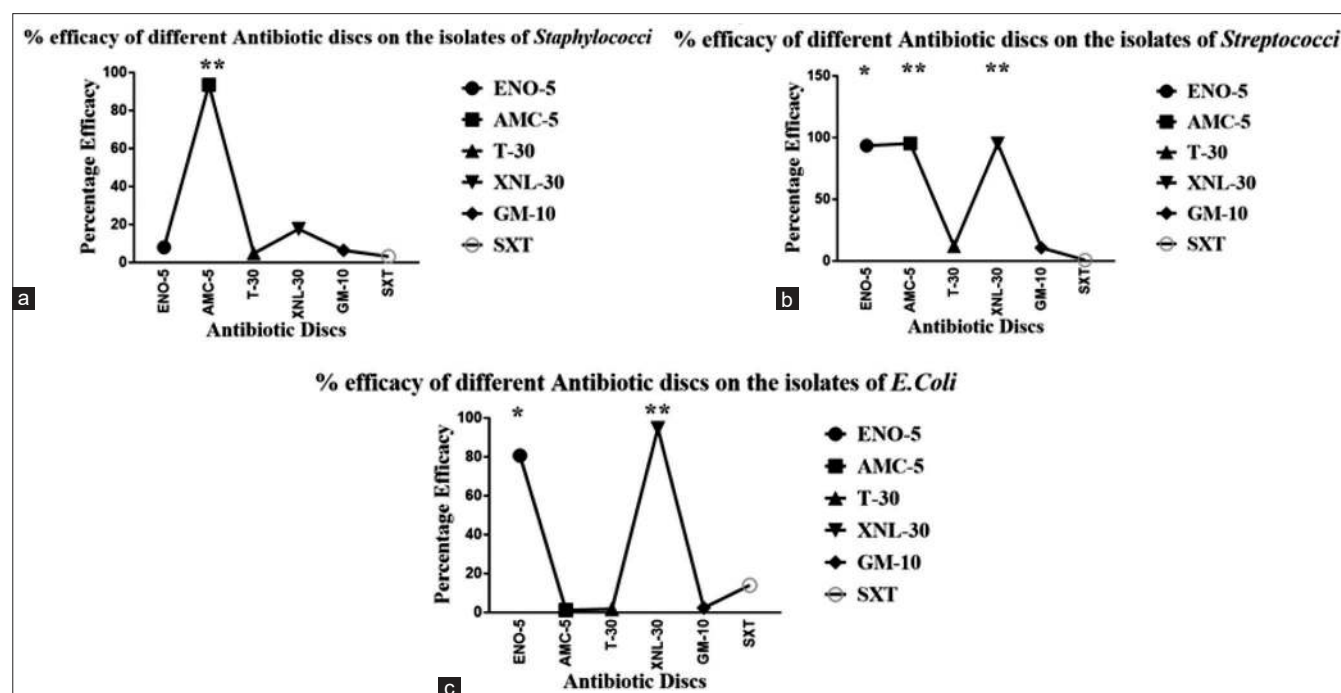 % efficacy of different Antibiotic discs on the isolates of Staphylococci
Percentage Efficacy
100
80
60
40
20
0
ENO-5
AMC-5
T-30
XNL-30
GM-10
SXT
Antibiotic Discs
**
ENO-5
AMC-5
T-30
XNL-30
GM-10
SXT
a
% efficacy of different Antibiotic discs on the isolates of Streptococci
Percentage Efficacy
150
100
50
0
ENO-5
AMC-5
T-30
XNL-30
GM-10
SXT
Antibiotic Discs
*
**
**
ENO-5
AMC-5
T-30
XNL-30
GM-10
SXT
b
% efficacy of different Antibiotic discs on the isolates of E.Coli
Percentage Efficacy
100
80
60
40
20
0
ENO-5
AMC-5
T-30
XNL-30
GM-10
SXT
Antibiotic Discs
*
**
ENO-5
AMC-5
T-30
XNL-30
GM-10
SXT
c